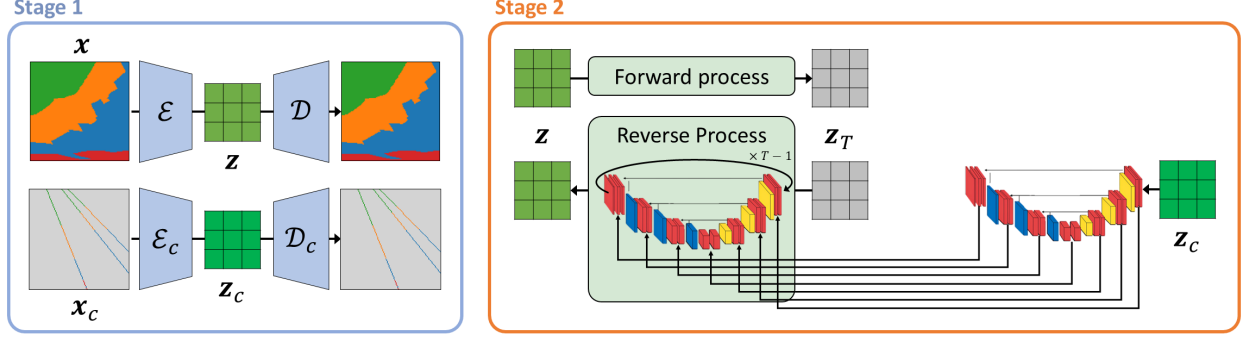 Stage 1
x
ℰ
z
𝒟
x_c
ℰ_c
z_c
𝒟_c
Stage 2
z
Forward process
z_T
Reverse Process
× T − 1
z_c